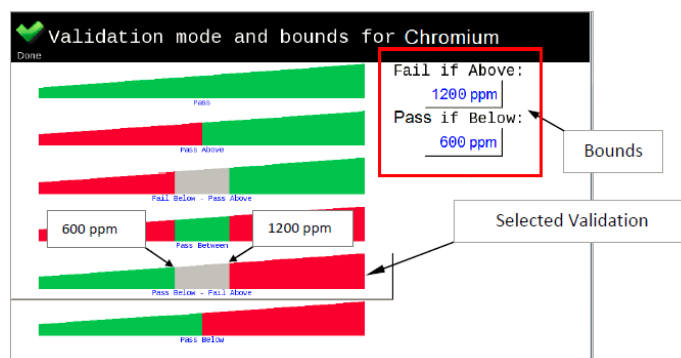 Validation mode and bounds for Chromium
Done
Fail if Above:
1200 ppm
Pass if Below:
600 ppm
Bounds
Pass
Pass Above
Fail Below - Pass Above
600 ppm
1200 ppm
Selected Validation
Pass Between
Pass Below - Fail Above
Pass Below